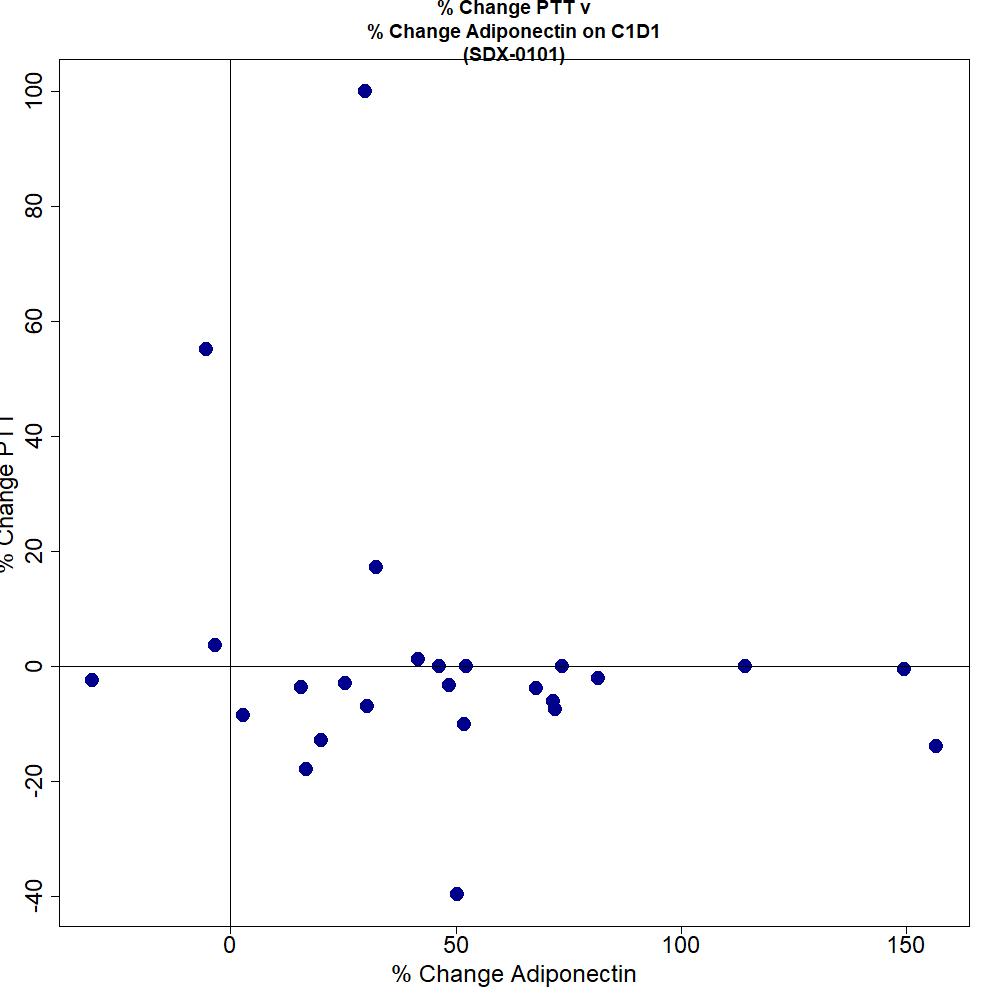 % Change PTT v
% Change Adiponectin on C1D1
(SDX-0101)
100
80
60
40
20
0
-20
-40
% Change PTT
0 50 100 150
% Change Adiponectin